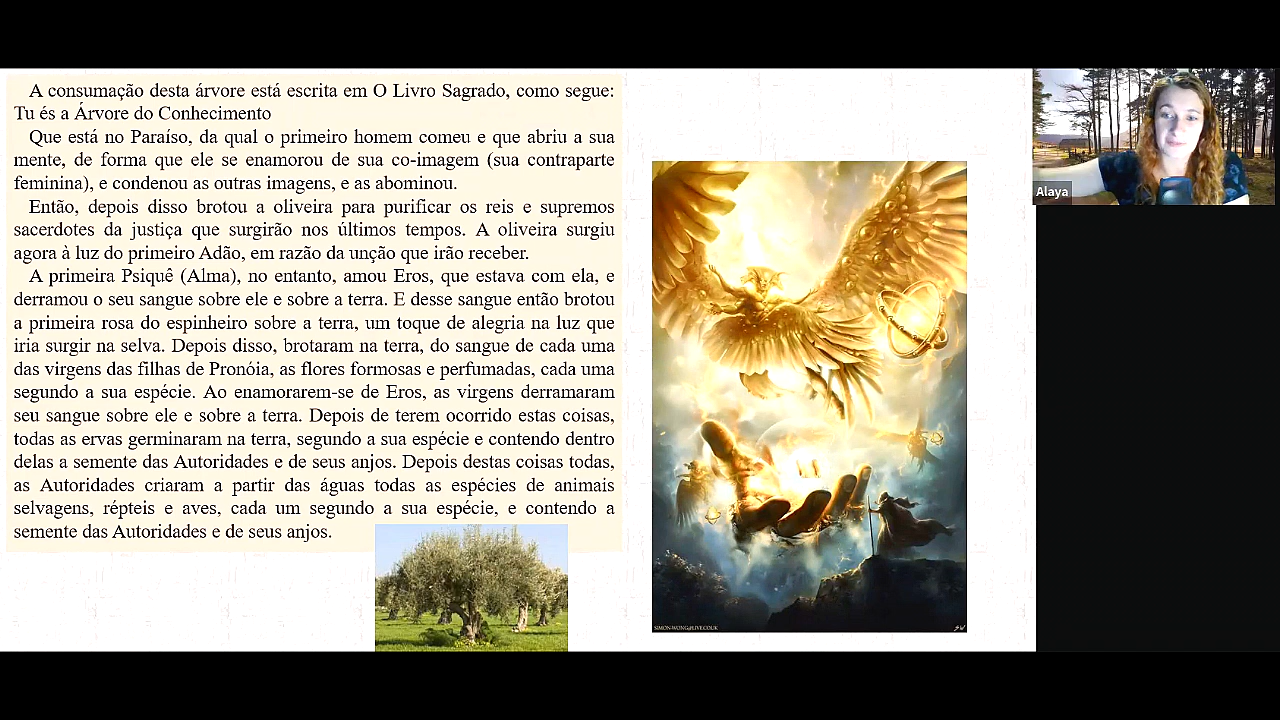 A consumação desta árvore está escrita em O Livro Sagrado, como segue:
Tu és a Árvore do Conhecimento
Que está no Paraíso, da qual o primeiro homem comeu e que abriu a sua
mente, de forma que ele se enamorou de sua co-imagem (sua contraparte
feminina), e condenou as outras imagens, e as abominou.
Então, depois disso brotou a oliveira para purificar os reis e supremos
sacerdotes da justiça que surgirão nos últimos tempos. A oliveira surgiu
agora à luz do primeiro Adão, em razão da unção que irão receber.
A primeira Psiquê (Alma), no entanto, amou Eros, que estava com ela, e
derramou o seu sangue sobre ele e sobre a terra. E desse sangue então brotou
a primeira rosa do espinheiro sobre a terra, um toque de alegria na luz que
iria surgir na selva. Depois disso, brotaram na terra, do sangue de cada uma
das virgens das filhas de Pronóia, as flores formosas e perfumadas, cada uma
segundo a sua espécie. Ao enamorarem-se de Eros, as virgens derramaram
seu sangue sobre ele e sobre a terra. Depois de terem ocorrido estas coisas,
todas as ervas germinaram na terra, segundo a sua espécie e contendo dentro
delas a semente das Autoridades e de seus anjos. Depois destas coisas todas,
as Autoridades criaram a partir das águas todas as espécies de animais
selvagens, répteis e aves, cada um segundo a sua espécie, e contendo a
semente das Autoridades e de seus anjos.
Alaya
SIMON-WONG@LIVE.CO.UK
SW